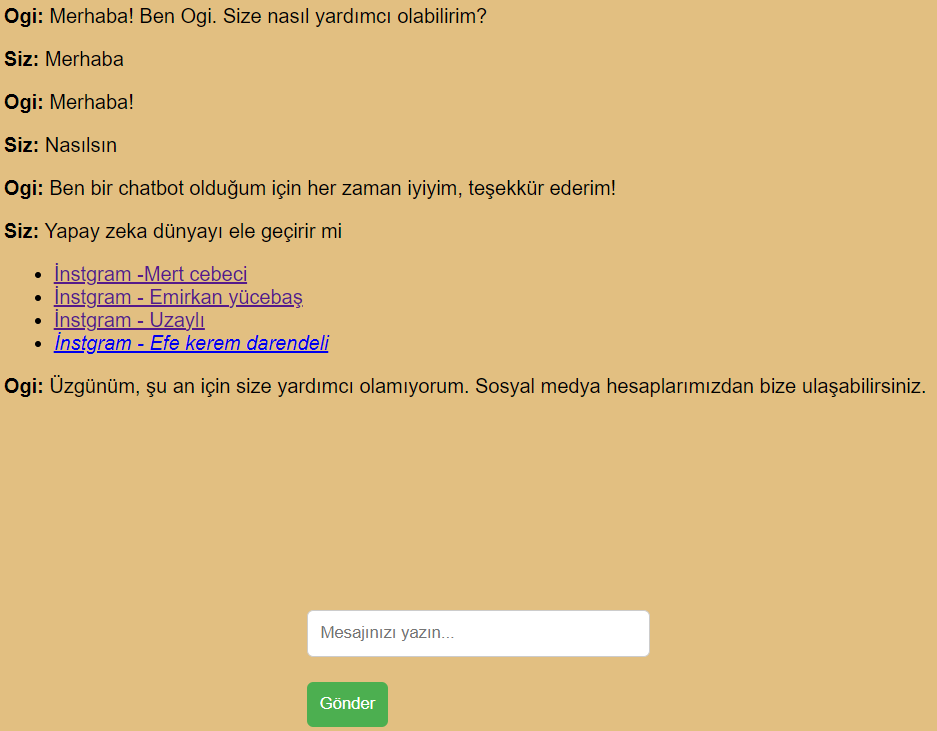 Ogi: Merhaba! Ben Ogi. Size nasıl yardımcı olabilirim?
Siz: Merhaba
Ogi: Merhaba!
Siz: Nasılsın
Ogi: Ben bir chatbot olduğum için her zaman iyiyim, teşekkür ederim!
Siz: Yapay zeka dünyayı ele geçirir mi
İnstgram -Mert cebeci
İnstgram - Emirkan yücebaş
İnstgram - Uzaylı
İnstgram - Efe kerem darendeli
Ogi: Üzgünüm, şu an için size yardımcı olamıyorum. Sosyal medya hesaplarımızdan bize ulaşabilirsiniz.
Mesajınızı yazın...
Gönder